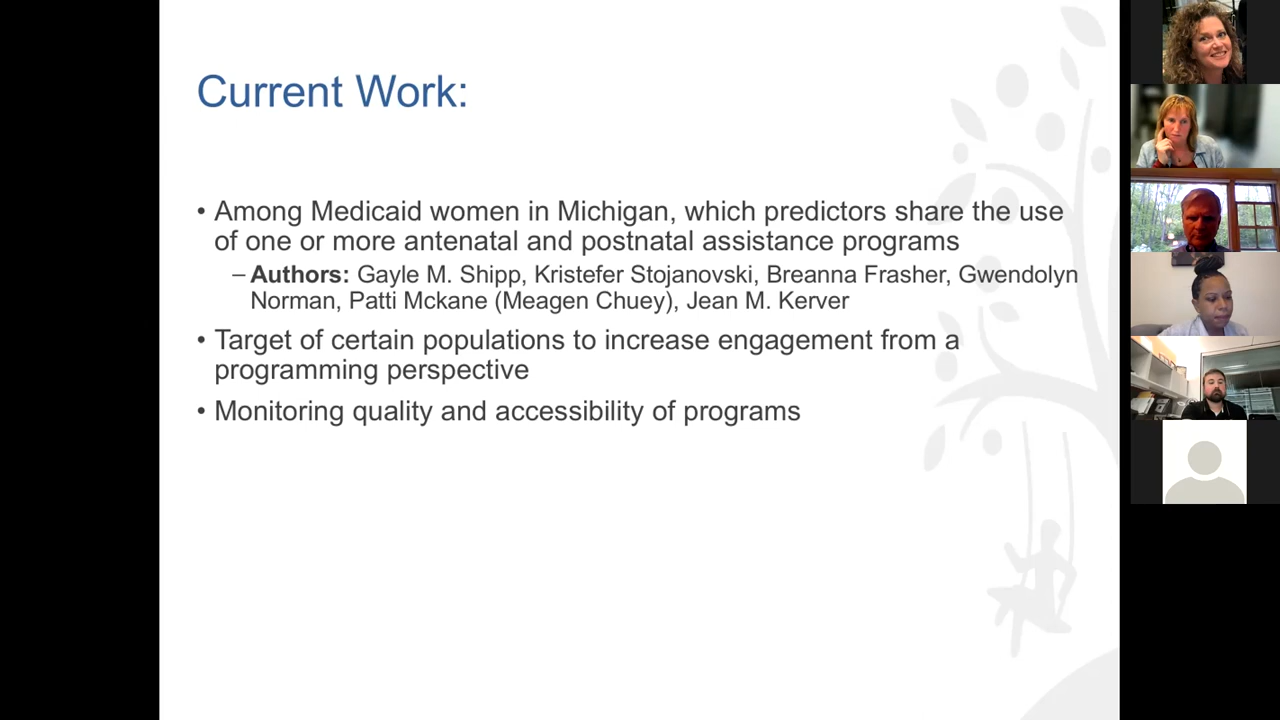 Current Work:
• Among Medicaid women in Michigan, which predictors share the use
of one or more antenatal and postnatal assistance programs
– Authors: Gayle M. Shipp, Kristefer Stojanovski, Breanna Frasher, Gwendolyn
Norman, Patti Mckane (Meagen Chuey), Jean M. Kerver
• Target of certain populations to increase engagement from a
programming perspective
• Monitoring quality and accessibility of programs